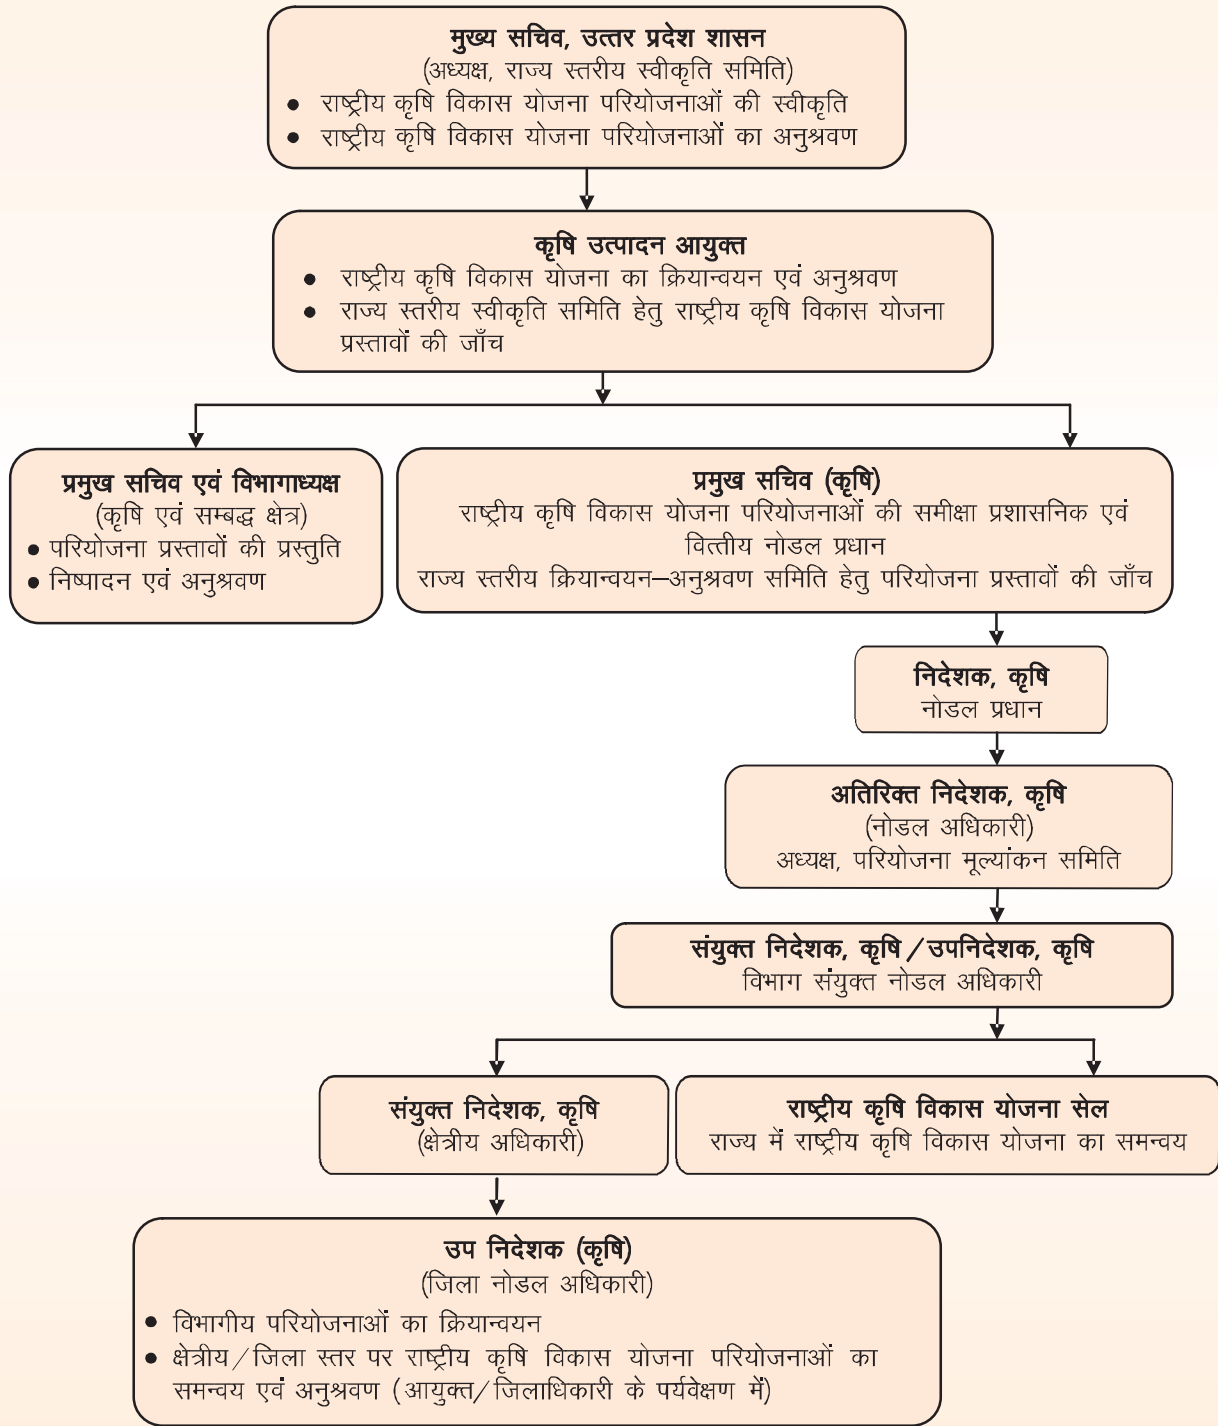 मुख्य सचिव, उत्तर प्रदेश शासन
(अध्यक्ष, राज्य स्तरीय स्वीकृति समिति)
● राष्ट्रीय कृषि विकास योजना परियोजनाओं की स्वीकृति
● राष्ट्रीय कृषि विकास योजना परियोजनाओं का अनुश्रवण
कृषि उत्पादन आयुक्त
● राष्ट्रीय कृषि विकास योजना का क्रियान्वयन एवं अनुश्रवण
● राज्य स्तरीय स्वीकृति समिति हेतु राष्ट्रीय कृषि विकास योजना
प्रस्तावों की जाँच
प्रमुख सचिव एवं विभागाध्यक्ष
(कृषि एवं सम्बद्ध क्षेत्र)
● परियोजना प्रस्तावों की प्रस्तुति
● निष्पादन एवं अनुश्रवण
प्रमुख सचिव (कृषि)
राष्ट्रीय कृषि विकास योजना परियोजनाओं की समीक्षा प्रशासनिक एवं
वित्तीय नोडल प्रधान
राज्य स्तरीय क्रियान्वयन–अनुश्रवण समिति हेतु परियोजना प्रस्तावों की जाँच
निदेशक, कृषि
नोडल प्रधान
अतिरिक्त निदेशक, कृषि
(नोडल अधिकारी)
अध्यक्ष, परियोजना मूल्यांकन समिति
संयुक्त निदेशक, कृषि/उपनिदेशक, कृषि
विभाग संयुक्त नोडल अधिकारी
संयुक्त निदेशक, कृषि
(क्षेत्रीय अधिकारी)
राष्ट्रीय कृषि विकास योजना सेल
राज्य में राष्ट्रीय कृषि विकास योजना का समन्वय
उप निदेशक (कृषि)
(जिला नोडल अधिकारी)
● विभागीय परियोजनाओं का क्रियान्वयन
● क्षेत्रीय/जिला स्तर पर राष्ट्रीय कृषि विकास योजना परियोजनाओं का
समन्वय एवं अनुश्रवण (आयुक्त/जिलाधिकारी के पर्यवेक्षण में)